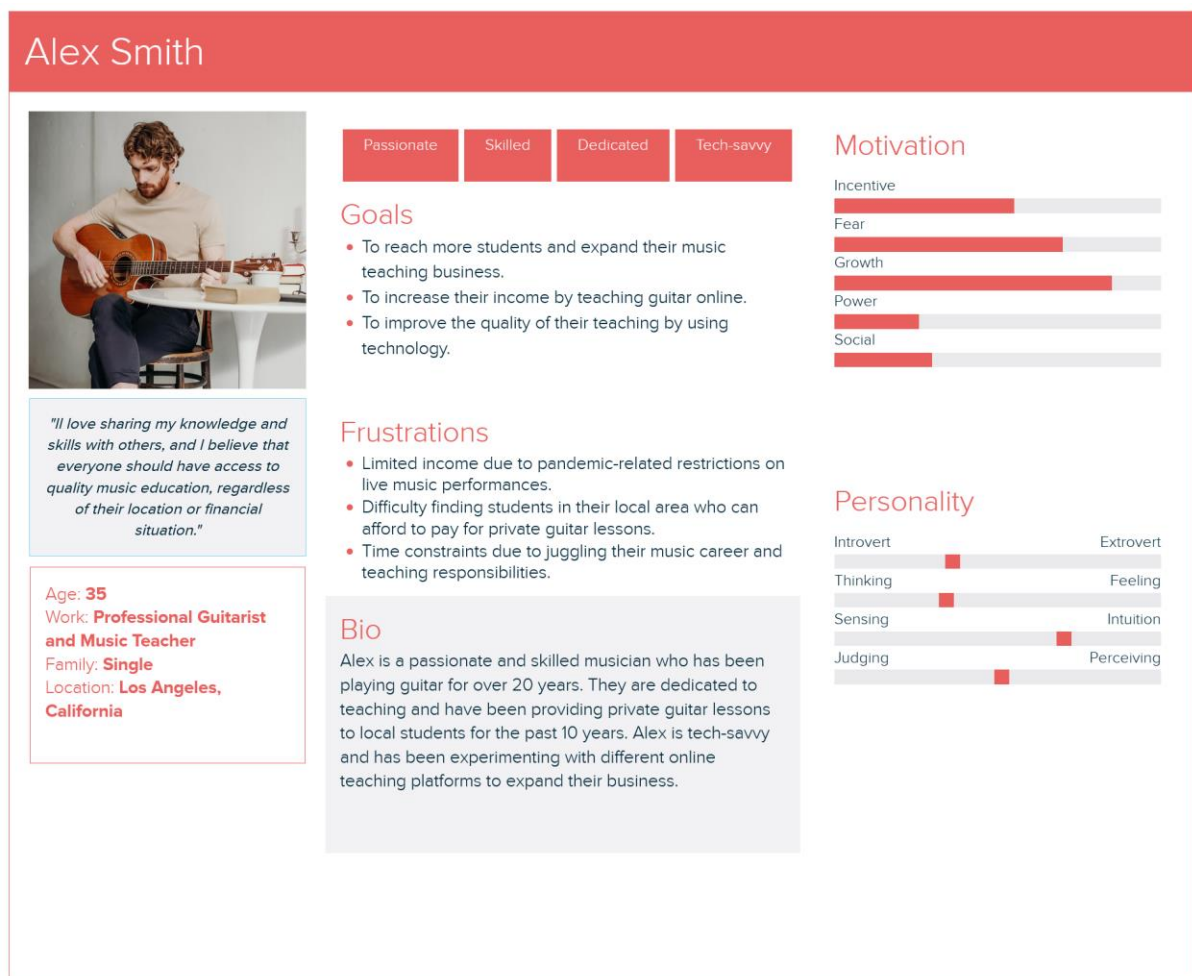 Alex Smith
Passionate
Skilled
Dedicated
Tech-savvy
Goals
• To reach more students and expand their music
teaching business.
• To increase their income by teaching guitar online.
• To improve the quality of their teaching by using
technology.
Frustrations
• Limited income due to pandemic-related restrictions on
live music performances.
• Difficulty finding students in their local area who can
afford to pay for private guitar lessons.
• Time constraints due to juggling their music career and
teaching responsibilities.
Bio
Alex is a passionate and skilled musician who has been
playing guitar for over 20 years. They are dedicated to
teaching and have been providing private guitar lessons
to local students for the past 10 years. Alex is tech-savvy
and has been experimenting with different online
teaching platforms to expand their business.
"Il love sharing my knowledge and
skills with others, and I believe that
everyone should have access to
quality music education, regardless
of their location or financial
situation."
Age: 35
Work: Professional Guitarist
and Music Teacher
Family: Single
Location: Los Angeles,
California
Motivation
Incentive
Fear
Growth
Power
Social
Personality
Introvert Extrovert
Thinking Feeling
Sensing Intuition
Judging Perceiving